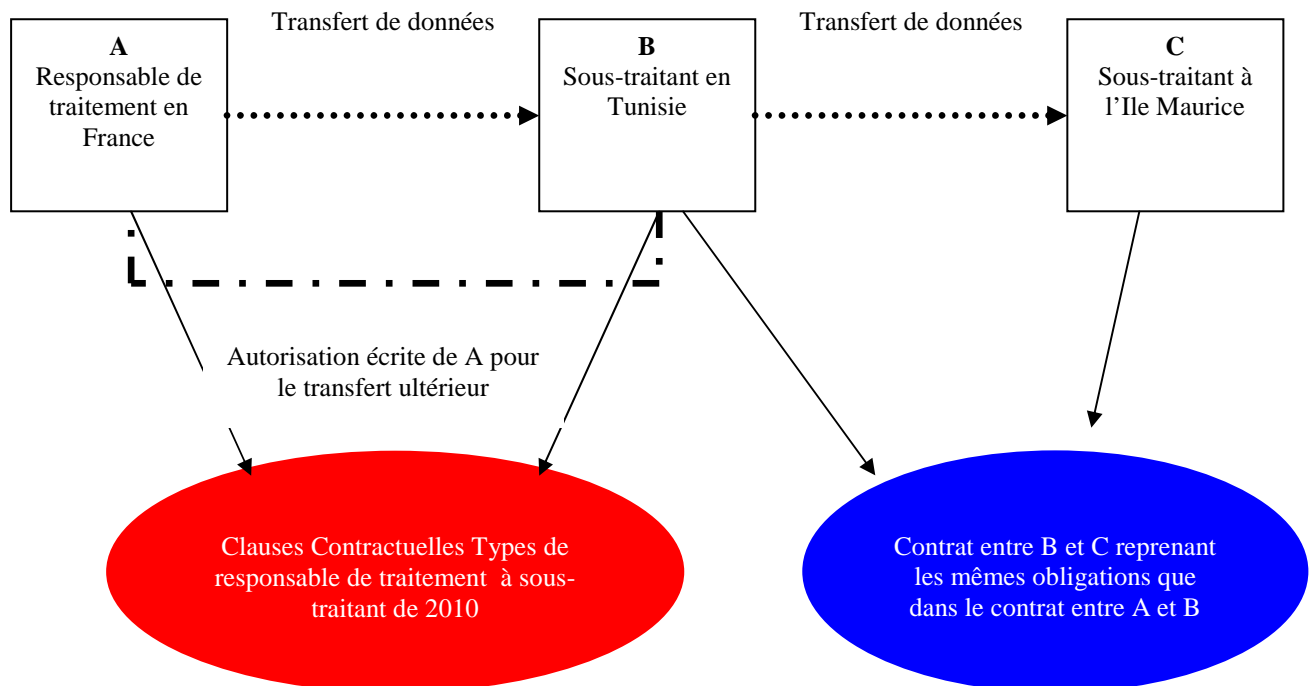 Transfert de données
Transfert de données
A
Responsable de
traitement en
France
B
Sous-traitant en
Tunisie
C
Sous-traitant à
l’Ile Maurice
Autorisation écrite de A pour
le transfert ultérieur
Clauses Contractuelles Types de
responsable de traitement à sous-
traitant de 2010
Contrat entre B et C reprenant
les mêmes obligations que
dans le contrat entre A et B